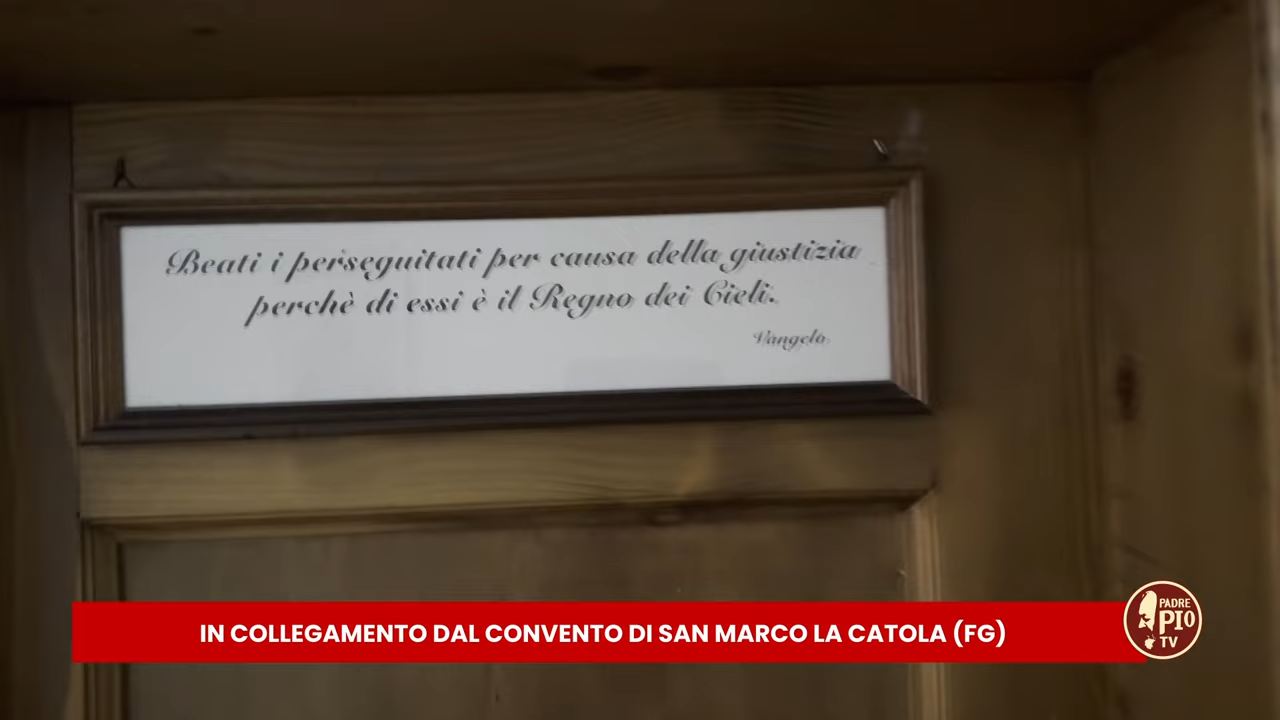 Beati i perseguitati per causa della giustizia
perchè di essi è il Regno dei Cieli.
Vangelo
IN COLLEGAMENTO DAL CONVENTO DI SAN MARCO LA CATOLA (FG)
PADRE
PIO
TV